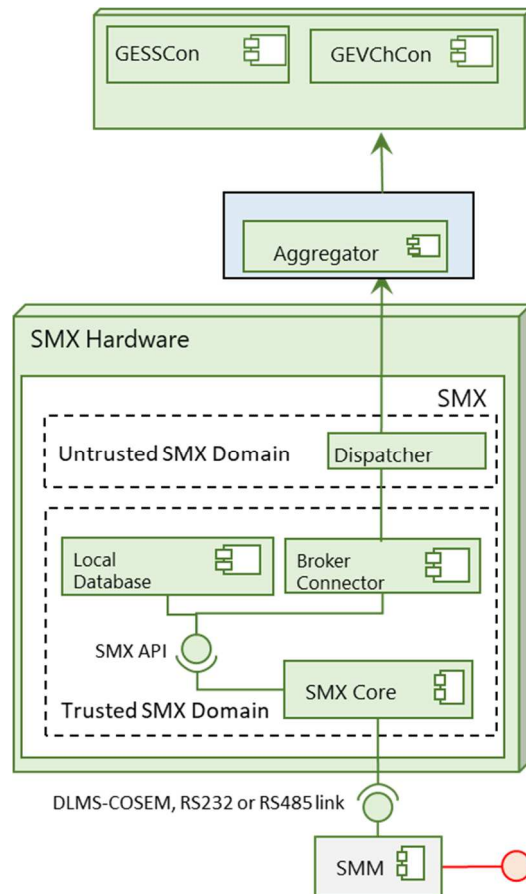 GESSCon
GEVChCon
Aggregator
SMX Hardware
SMX
Untrusted SMX Domain
Dispatcher
Local
Database
Broker
Connector
SMX API
SMX Core
Trusted SMX Domain
DLMS-COSEM, RS232 or RS485 link
SMM